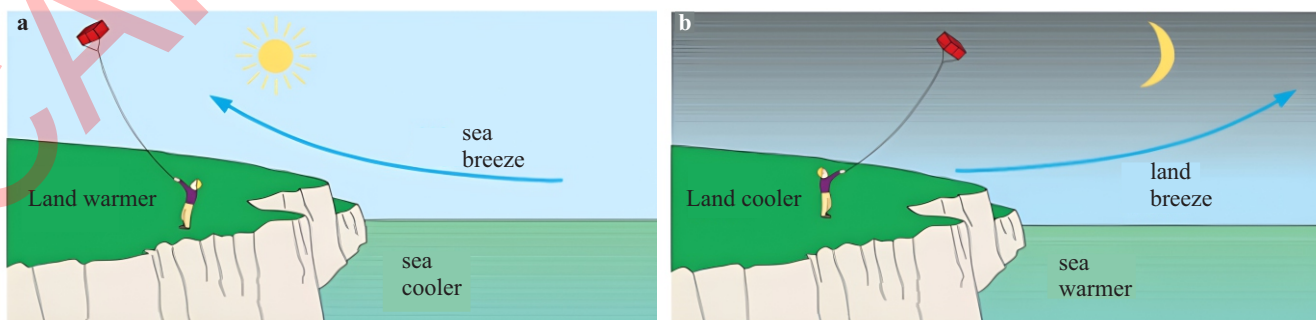 a
sea
breeze
Land warmer
sea
cooler
b
land
breeze
Land cooler
sea
warmer